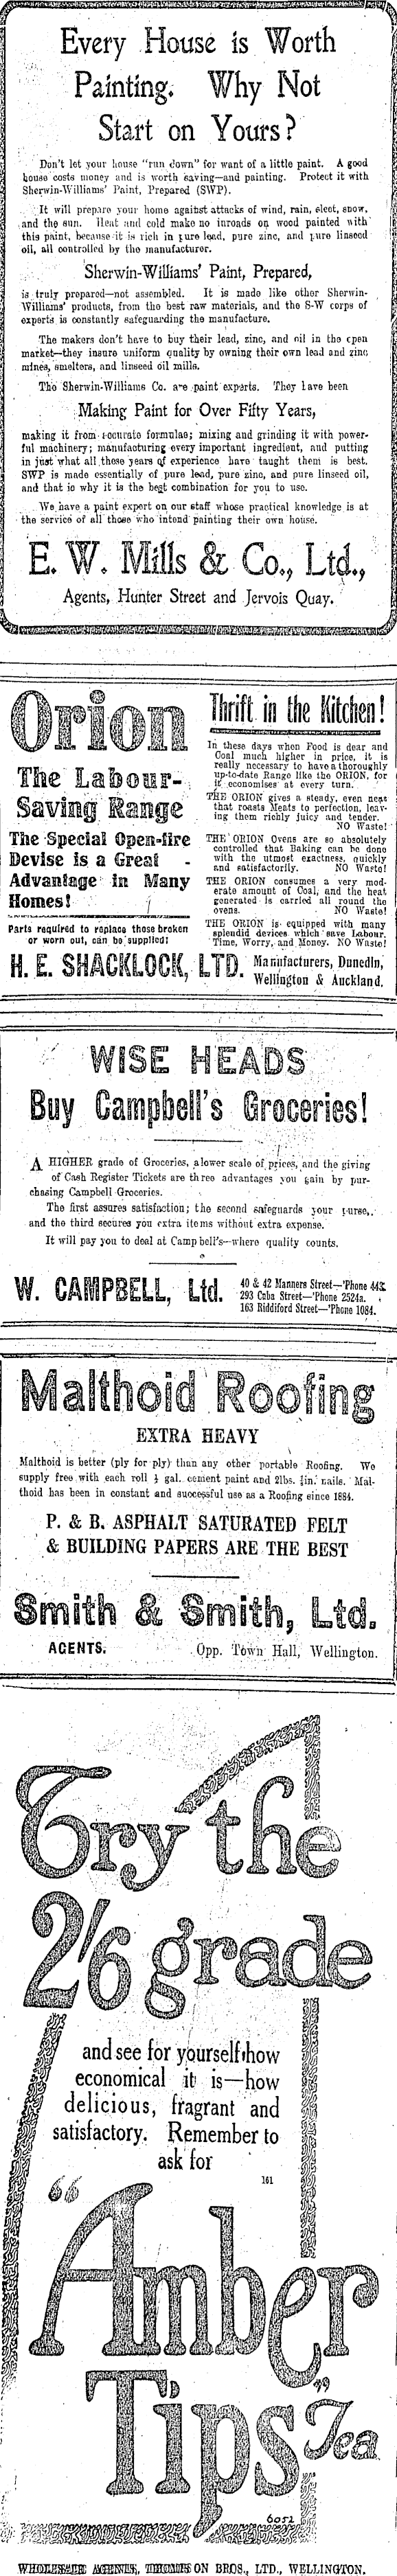 Every House is Worth
Painting. Why Not
Start on Yours?
Don't let your house "run down" for want of a little paint. A good
house costs money and is worth saving—and painting. Protect it with
Sherwin-Williams' Paint, Prepared (SWP).
It will prepare your home against attacks of wind, rain, sleet, snow,
and the sun. Heat and cold make no inroads on wood painted with
this paint, because it is rich in pure lead, pure zinc, and pure linseed
oil, all controlled by the manufacturer.
Sherwin-Williams' Paint, Prepared,
is truly prepared—not assembled. It is made like other Sherwin-
Williams' products, from the best raw materials, and the S-W corps of
experts is constantly safeguarding the manufacture.
The makers don't have to buy their lead, zinc, and oil in the open
market—they insure uniform quality by owning their own lead and zinc
mines, smelters, and linseed oil mills.
The Sherwin-Williams Co. are paint experts. They have been
Making Paint for Over Fifty Years,
making it from accurate formulas; mixing and grinding it with power-
ful machinery; manufacturing every important ingredient, and putting
in just what all these years of experience have taught them is best.
SWP is made essentially of pure lead, pure zinc, and pure linseed oil,
and that is why it is the best combination for you to use.
We have a paint expert on our staff whose practical knowledge is at
the service of all those who intend painting their own house.
E. W. Mills & Co., Ltd.,
Agents, Hunter Street and Jervois Quay.
Orion
The Labour-
Saving Range
The Special Open-fire
Devise is a Great -
Advantage in Many
Homes!
Parts required to replace those broken
or worn out, can be supplied!
Thrift in the Kitchen!
In these days when Food is dear and
Coal much higher in price, it is
really necessary to have a thoroughly
up-to-date Range like the ORION, for
it economises at every turn.
THE ORION gives a steady, even heat
that roasts Meats to perfection, leav-
ing them richly juicy and tender.
NO Waste!
THE ORION Ovens are so absolutely
controlled that Baking can be done
with the utmost exactness, quickly
and satisfactorily. NO Waste!
THE ORION consumes a very mod-
erate amount of Coal, and the heat
generated is carried all round the
ovens. NO Waste!
THE ORION is equipped with many
splendid devices which save Labour,
Time, Worry, and Money. NO Waste!
H. E. SHACKLOCK, LTD.
Manufacturers, Dunedin,
Wellington & Auckland.
WISE HEADS
Buy Campbell's Groceries!
A HIGHER grade of Groceries, a lower scale of prices, and the giving
of Cash Register Tickets are three advantages you gain by pur-
chasing Campbell Groceries.
The first assures satisfaction; the second safeguards your purse,
and the third secures you extra items without extra expense.
It will pay you to deal at Campbell's—where quality counts.
W. CAMPBELL, Ltd.
40 & 42 Manners Street—'Phone 443.
293 Cuba Street—'Phone 2524a.
163 Riddiford Street—'Phone 1084.
Malthoid Roofing
EXTRA HEAVY
Malthoid is better (ply for ply) than any other portable Roofing. We
supply free with each roll ½ gal. cement paint and 2lbs. ¾in. nails. Mal-
thoid has been in constant and successful use as a Roofing since 1884.
P. & B. ASPHALT SATURATED FELT
& BUILDING PAPERS ARE THE BEST
Smith & Smith, Ltd.
AGENTS. Opp. Town Hall, Wellington.
Try the
2/6 grade
and see for yourself how
economical it is—how
delicious, fragrant and
satisfactory. Remember to
ask for
161
"Amber
Tips" Tea
6051
WHOLESALE AGENTS, THOMPSON BROS., LTD., WELLINGTON.